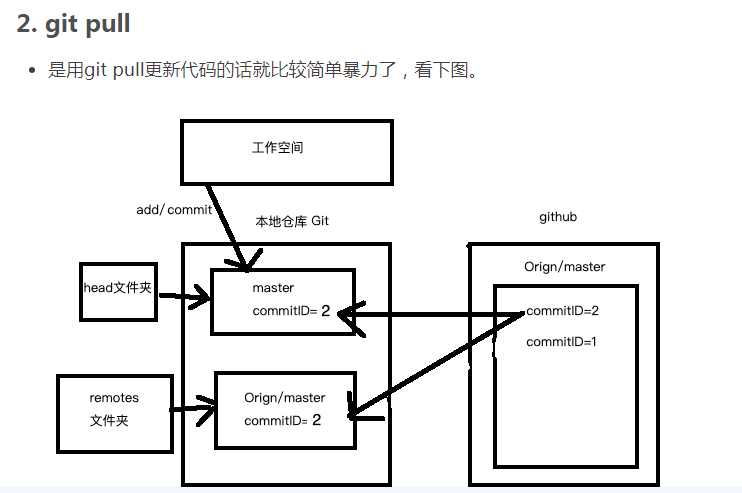 2. git pull
是用git pull更新代码的话就比较简单暴力了，看下图。
工作空间
add/commit
本地仓库 Git
github
head文件夹
master
commitID= 2
Orign/master
commitID=2
commitID=1
remotes
文件夹
Orign/master
commitID= 2